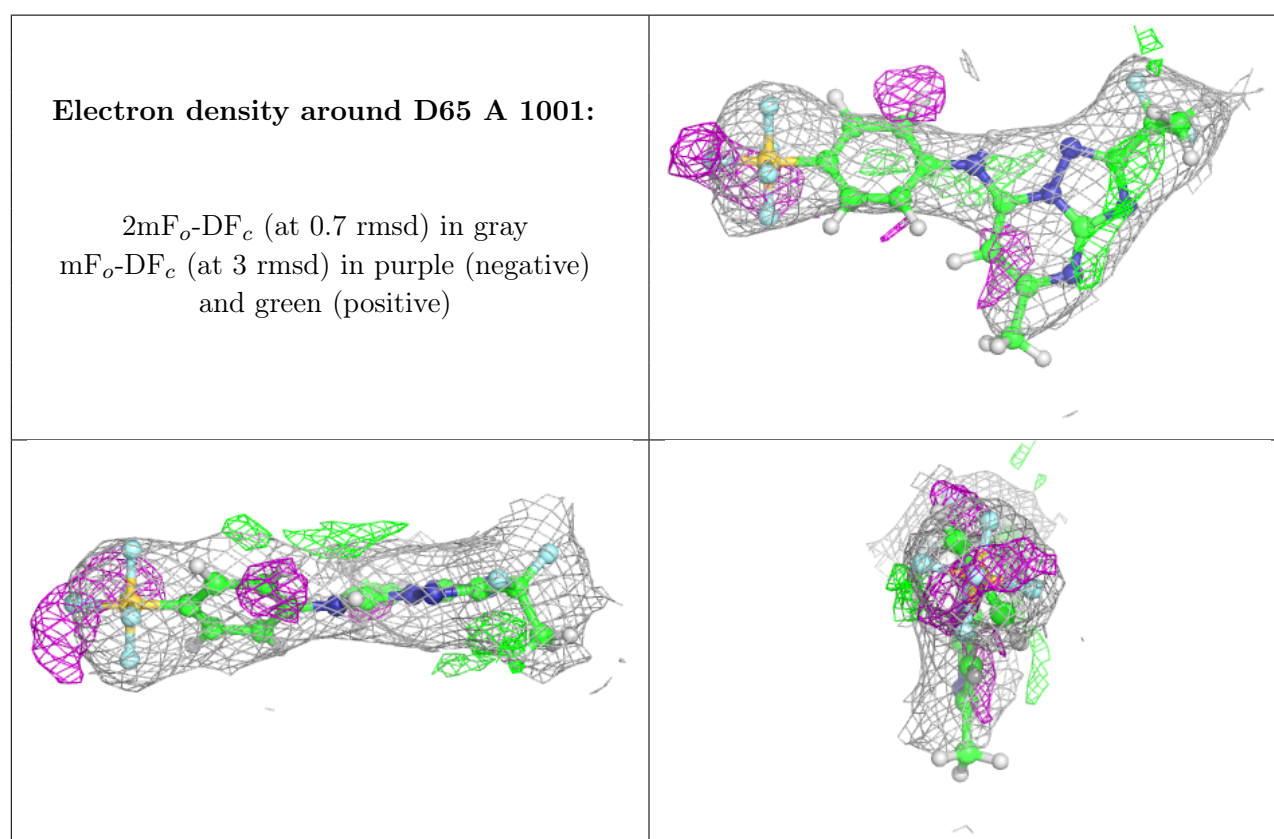 Electron density around D65 A 1001:
2mFo-DFc (at 0.7 rmsd) in gray
mFo-DFc (at 3 rmsd) in purple (negative)
and green (positive)